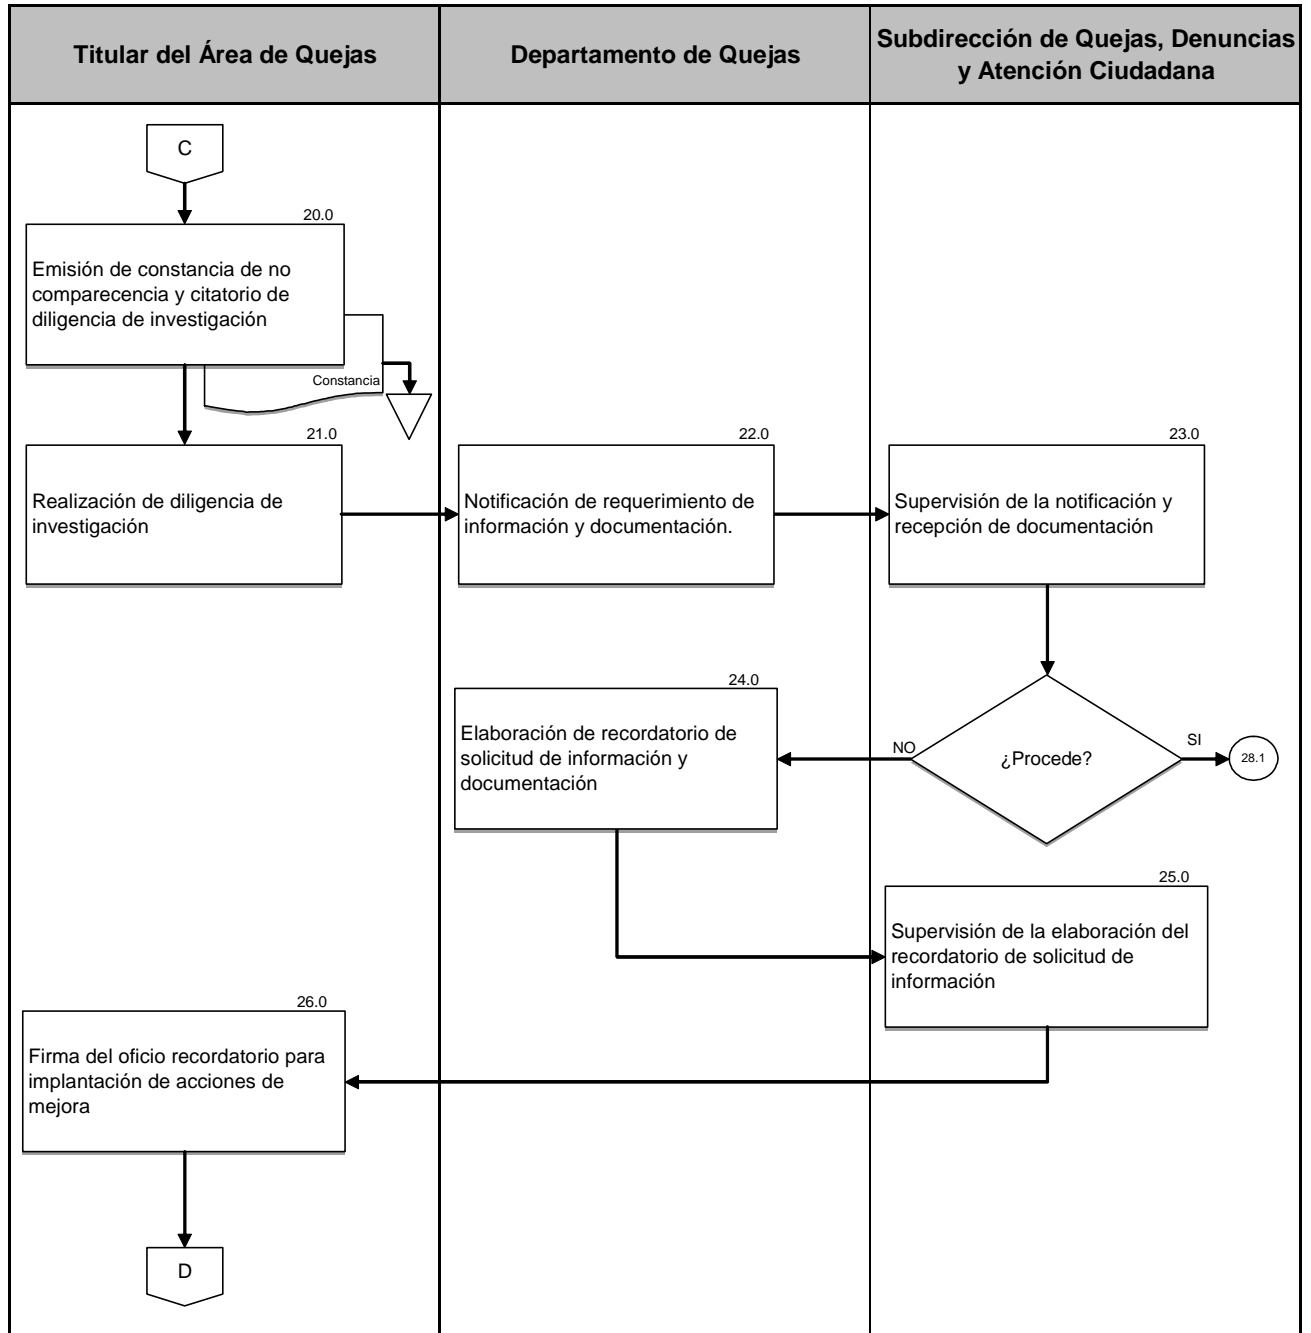 Titular del Área de Quejas
Departamento de Quejas
Subdirección de Quejas, Denuncias
y Atención Ciudadana
C
20.0
Emisión de constancia de no
comparecencia y citatorio de
diligencia de investigación
Constancia
21.0
Realización de diligencia de
investigación
22.0
Notificación de requerimiento de
información y documentación.
23.0
Supervisión de la notificación y
recepción de documentación
24.0
Elaboración de recordatorio de
solicitud de información y
documentación
NO
¿Procede?
SI
28.1
25.0
Supervisión de la elaboración del
recordatorio de solicitud de
información
26.0
Firma del oficio recordatorio para
implantación de acciones de
mejora
D